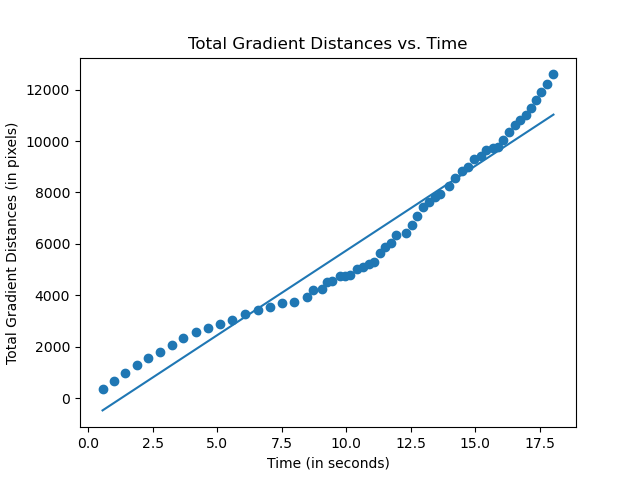 Total Gradient Distances vs. Time
Total Gradient Distances (in pixels)
12000
10000
8000
6000
4000
2000
0
0.0 2.5 5.0 7.5 10.0 12.5 15.0 17.5
Time (in seconds)